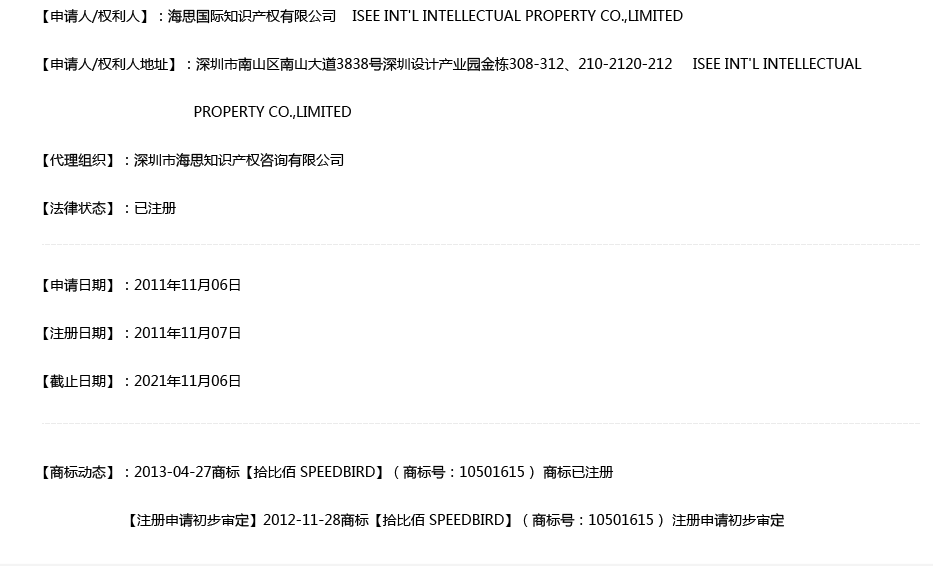 【申请人/权利人】：海思国际知识产权有限公司 ISEE INT'L INTELLECTUAL PROPERTY CO.,LIMITED
【申请人/权利人地址】：深圳市南山区南山大道3838号深圳设计产业园金栋308-312、210-2120-212 ISEE INT'L INTELLECTUAL
PROPERTY CO.,LIMITED
【代理组织】：深圳市海思知识产权咨询有限公司
【法律状态】：已注册
【申请日期】：2011年11月06日
【注册日期】：2011年11月07日
【截止日期】：2021年11月06日
【商标动态】：2013-04-27商标【拾比佰 SPEEDBIRD】（商标号：10501615） 商标已注册
【注册申请初步审定】2012-11-28商标【拾比佰 SPEEDBIRD】（商标号：10501615） 注册申请初步审定